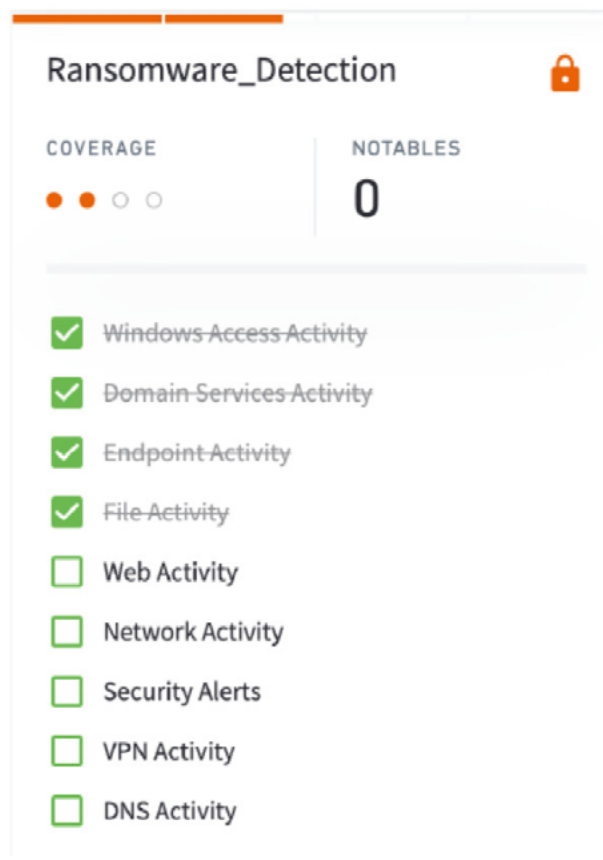 Ransomware_Detection
COVERAGE
NOTABLES
0
Windows Access Activity
Domain Services Activity
Endpoint Activity
File Activity
Web Activity
Network Activity
Security Alerts
VPN Activity
DNS Activity